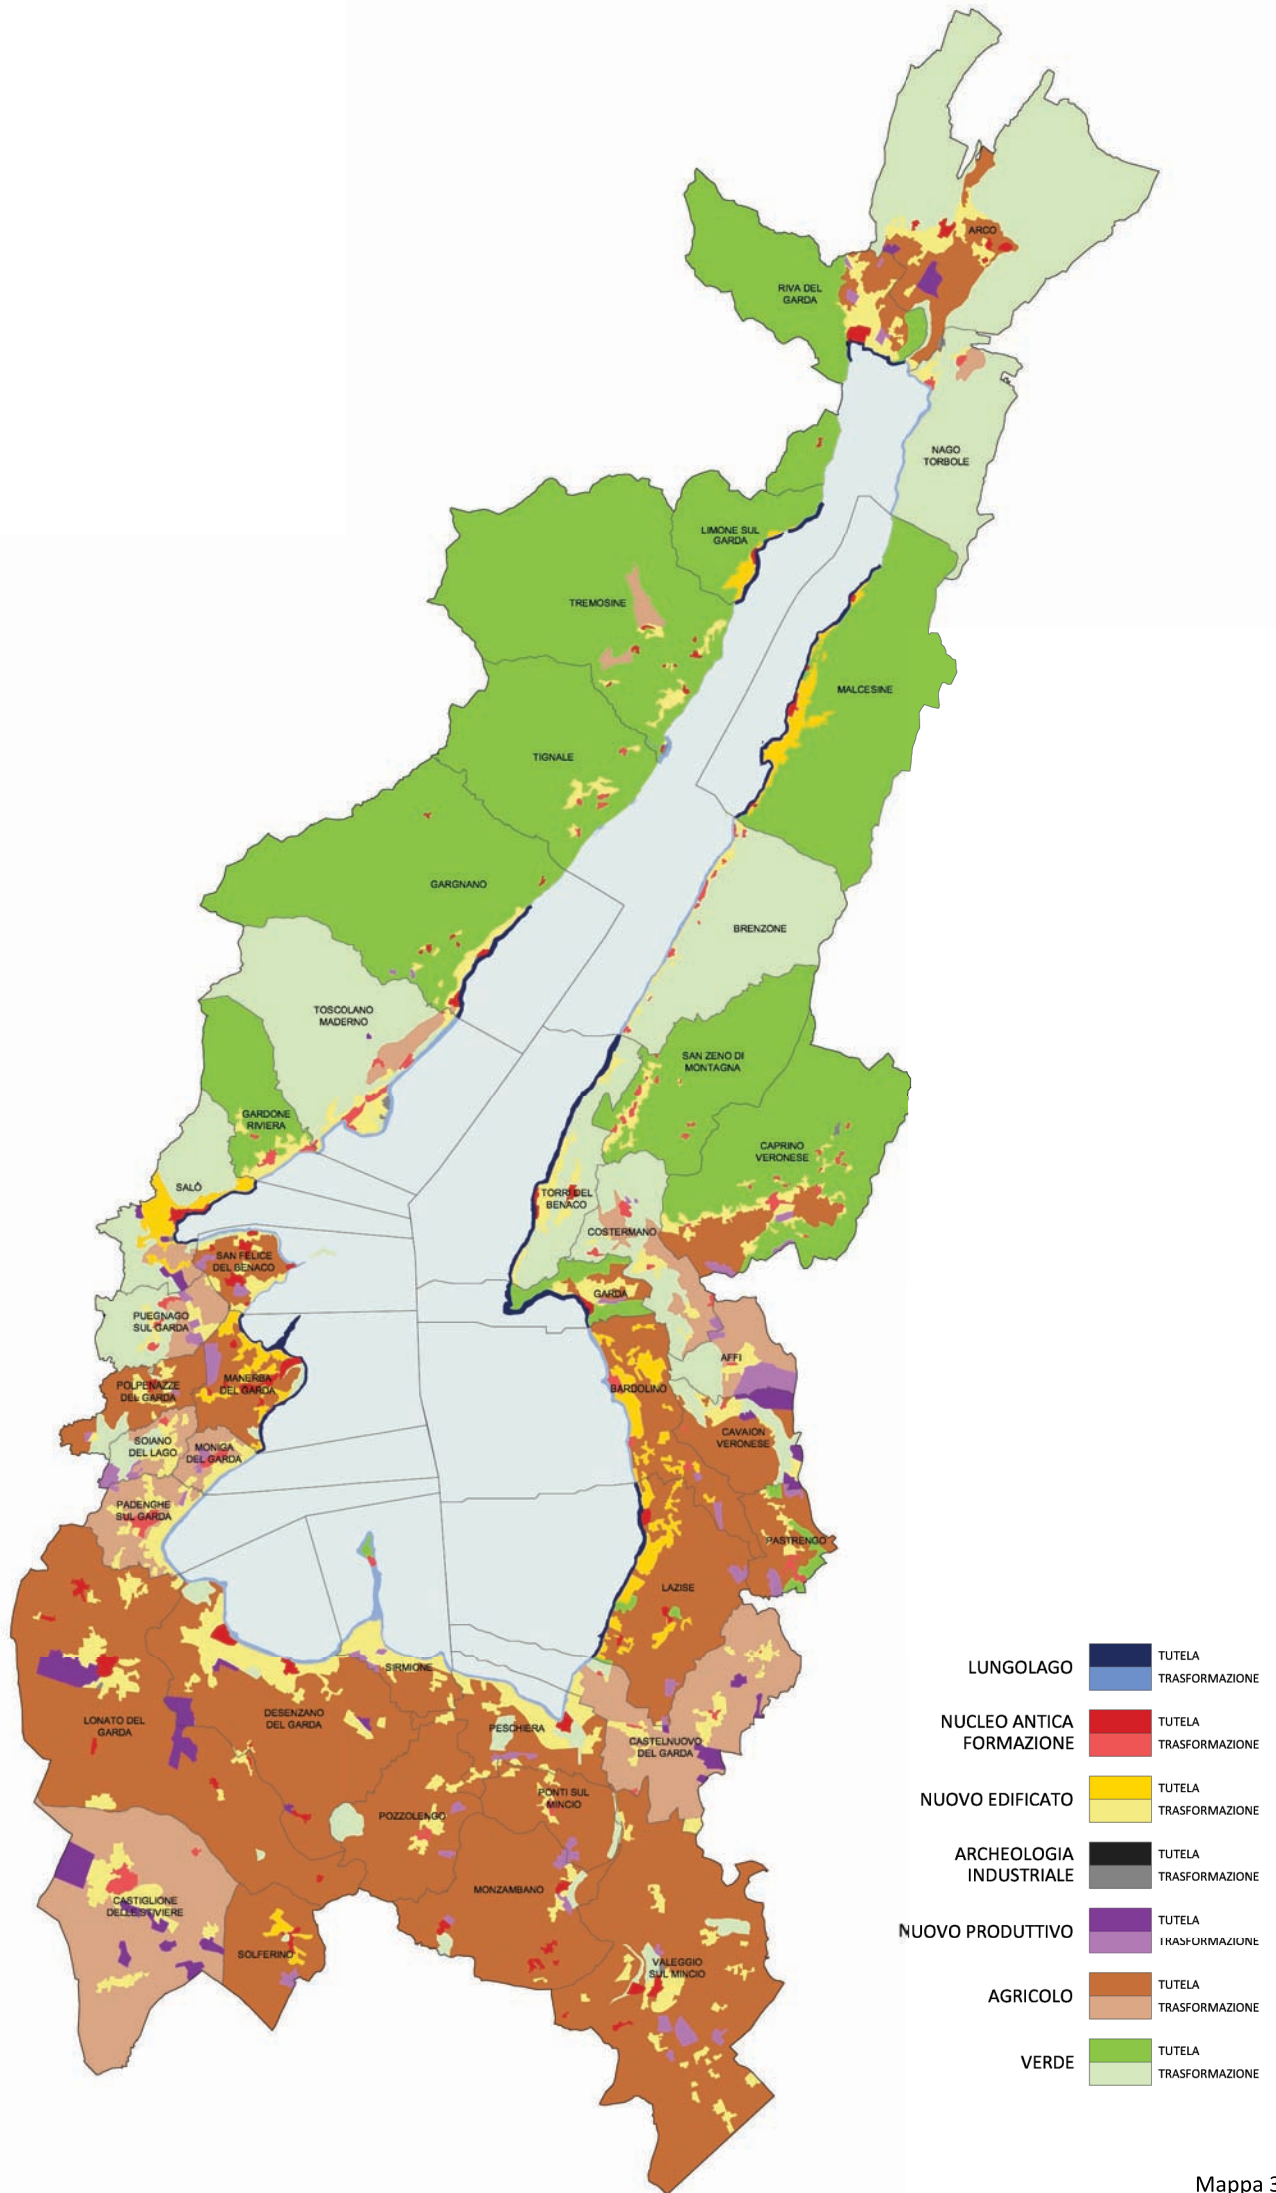 ARCO
RIVA DEL
GARDA
NAGO
TORBOLE
LIMONE SUL
GARDA
TREMOSINE
MALCESINE
TIGNALE
GARGNANO
BRENZONE
TOSCOLANO
MADERNO
SAN ZENO DI
MONTAGNA
GARDONE
RIVIERA
CAPRINO
VERONESE
SALÒ
TORRI DEL
BENACO
COSTERMANO
SAN FELICE
DEL BENACO
GARDA
PUEGNAGO
SUL GARDA
AFFI
POLPENAZZE
DEL GARDA
MANERBA
DEL GARDA
BARDOLINO
SOIANO
DEL LAGO
MONIGA
DEL GARDA
CAVAION
VERONESE
PADENGHE
SUL GARDA
PASTRENGO
LAZISE
SIRMIONE
LONATO DEL
GARDA
DESENZANO
DEL GARDA
PESCHIERA
CASTELNUOVO
DEL GARDA
PONTI SUL
MINCIO
POZZOLENGO
MONZAMBANO
CASTIGLIONE
DELLE STIVIERE
SOLFERINO
VALEGGIO
SUL MINCIO
LUNGOLAGO
TUTELA
TRASFORMAZIONE
NUCLEO ANTICA
FORMAZIONE
TUTELA
TRASFORMAZIONE
NUOVO EDIFICATO
TUTELA
TRASFORMAZIONE
ARCHEOLOGIA
INDUSTRIALE
TUTELA
TRASFORMAZIONE
NUOVO PRODUTTIVO
TUTELA
TRASFORMAZIONE
AGRICOLO
TUTELA
TRASFORMAZIONE
VERDE
TUTELA
TRASFORMAZIONE
Mappa 3